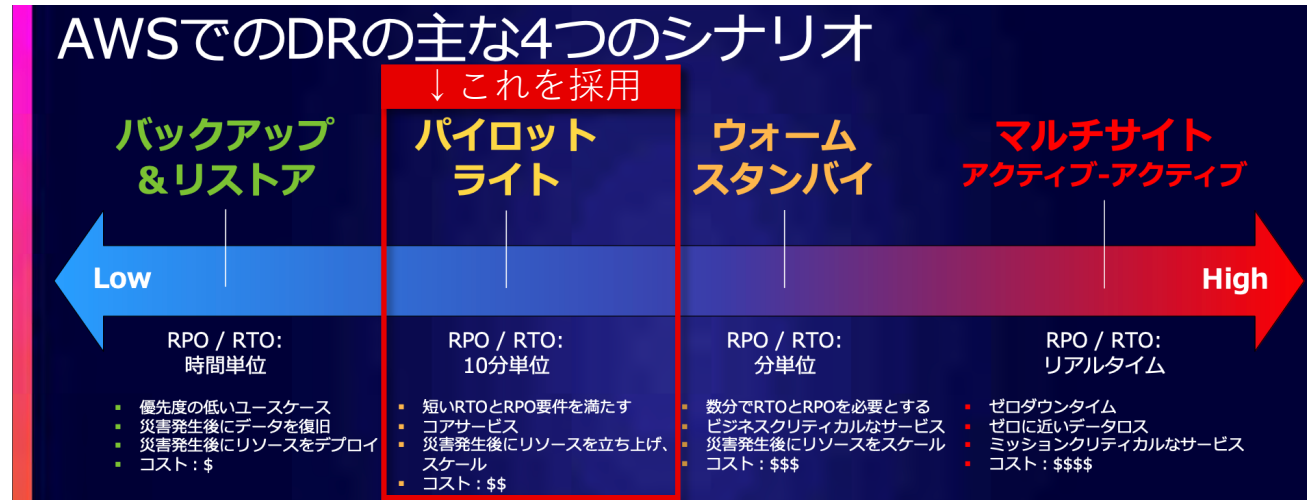 AWSでのDRの主な4つのシナリオ
↓これを採用
バックアップ
＆リストア
パイロット
ライト
ウォーム
スタンバイ
マルチサイト
アクティブ-アクティブ
Low
High
RPO / RTO:
時間単位
▪ 優先度の低いユースケース
▪ 災害発生後にデータを復旧
▪ 災害発生後にリソースをデプロイ
▪ コスト：$
RPO / RTO:
10分単位
▪ 短いRTOとRPO要件を満たす
▪ コアサービス
▪ 災害発生後にリソースを立ち上げ、
スケール
▪ コスト：$$
RPO / RTO:
分単位
▪ 数分でRTOとRPOを必要とする
▪ ビジネスクリティカルなサービス
▪ 災害発生後にリソースをスケール
▪ コスト：$$$
RPO / RTO:
リアルタイム
▪ ゼロダウンタイム
▪ ゼロに近いデータロス
▪ ミッションクリティカルなサービス
▪ コスト：$$$$